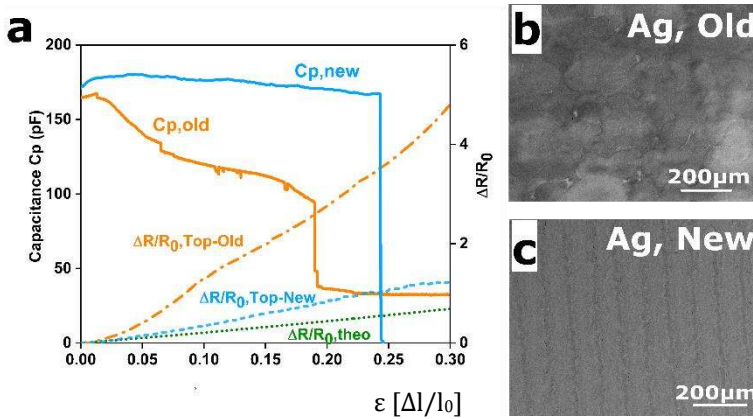 a
200
150
100
50
0
Capacitance Cp (pF)
Cp,new
Cp,old
ΔR/R0,Top-Old
ΔR/R0,Top-New
ΔR/R0,theo
6
4
2
0
ΔR/R0
0.00 0.05 0.10 0.15 0.20 0.25 0.30
,
ε [Δl/l0]
b
Ag, Old
200μm
c
Ag, New
200μm